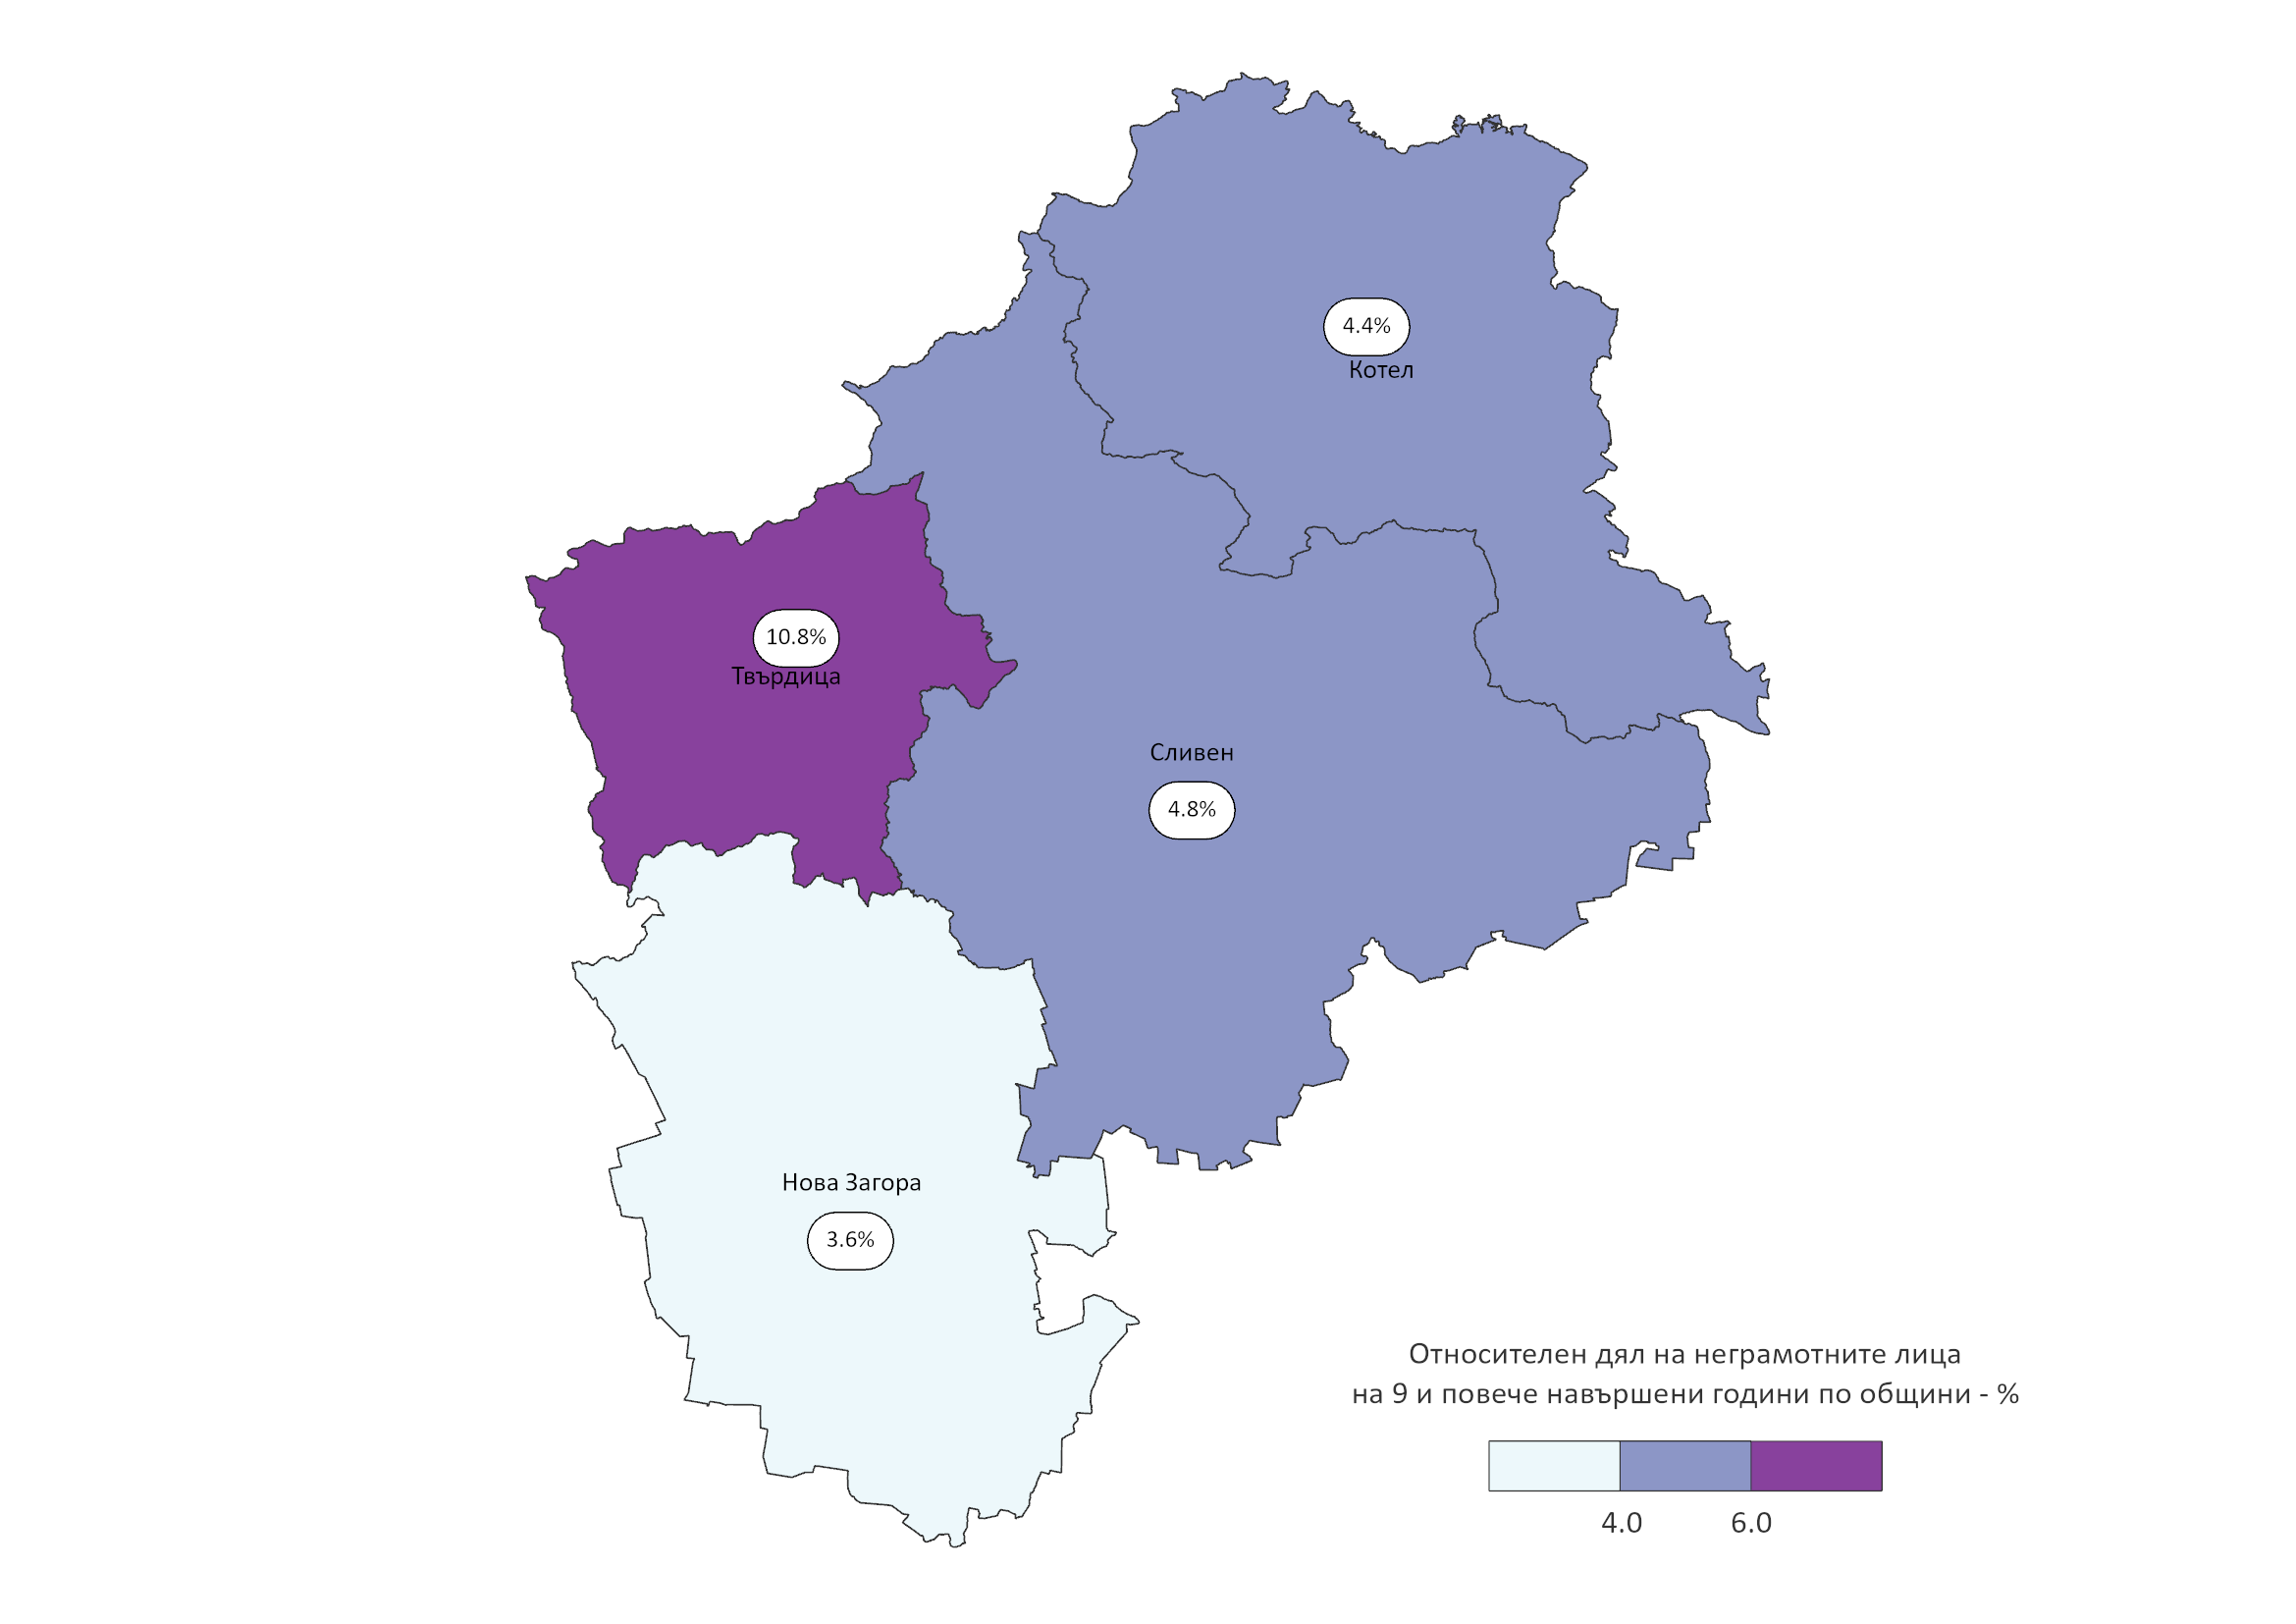 4.4%
Котел
10.8%
Твърдица
Сливен
4.8%
Нова Загора
3.6%
Относителен дял на неграмотните лица
на 9 и повече навършени години по общини - %
4.0 6.0